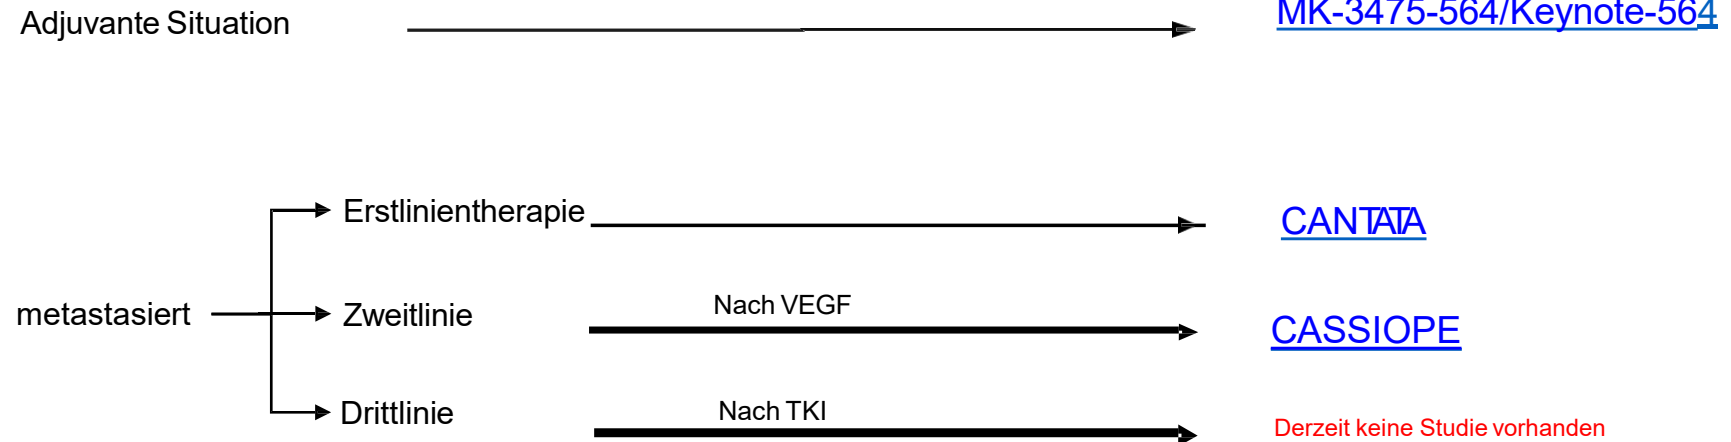 Adjuvante Situation
MK-3475-564/Keynote-564
Erstlinientherapie
CANTATA
metastasiert
Zweitlinie
Nach VEGF
CASSIOPE
Drittlinie
Nach TKI
Derzeit keine Studie vorhanden